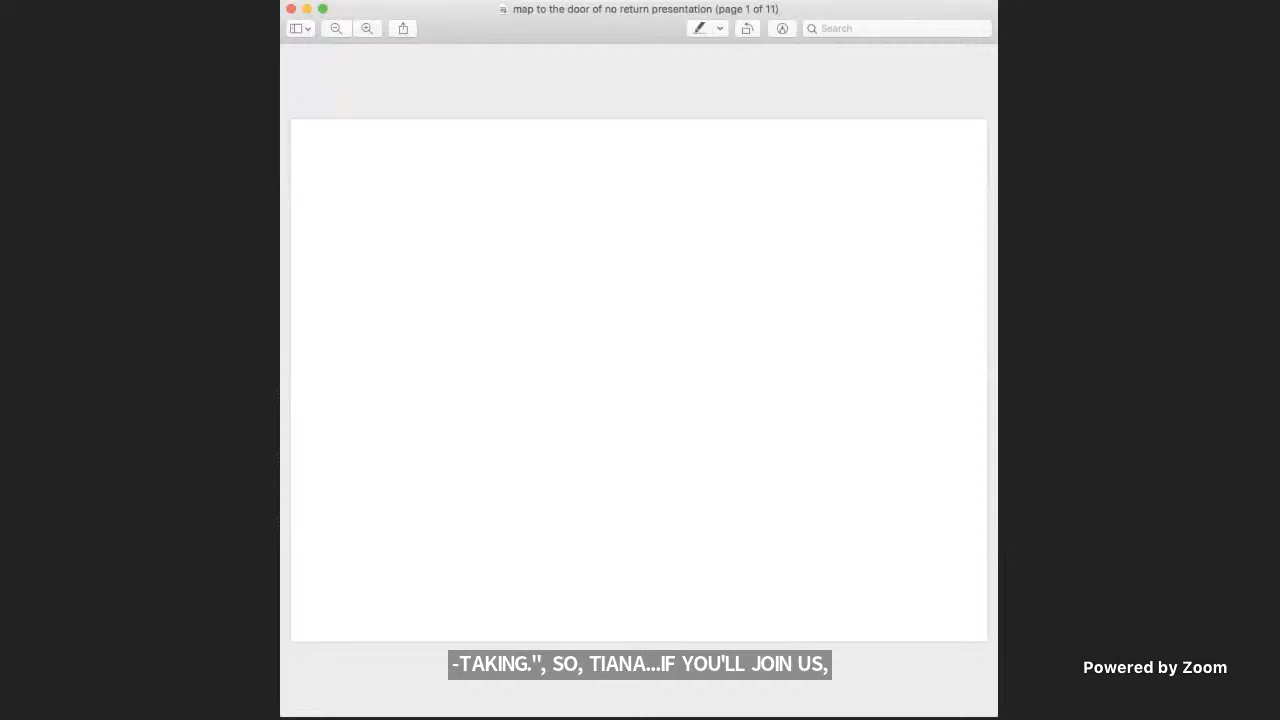 map to the door of no return presentation (page 1 of 11)
Search
-TAKING.", SO, TIANA...IF YOU'LL JOIN US,
Powered by Zoom